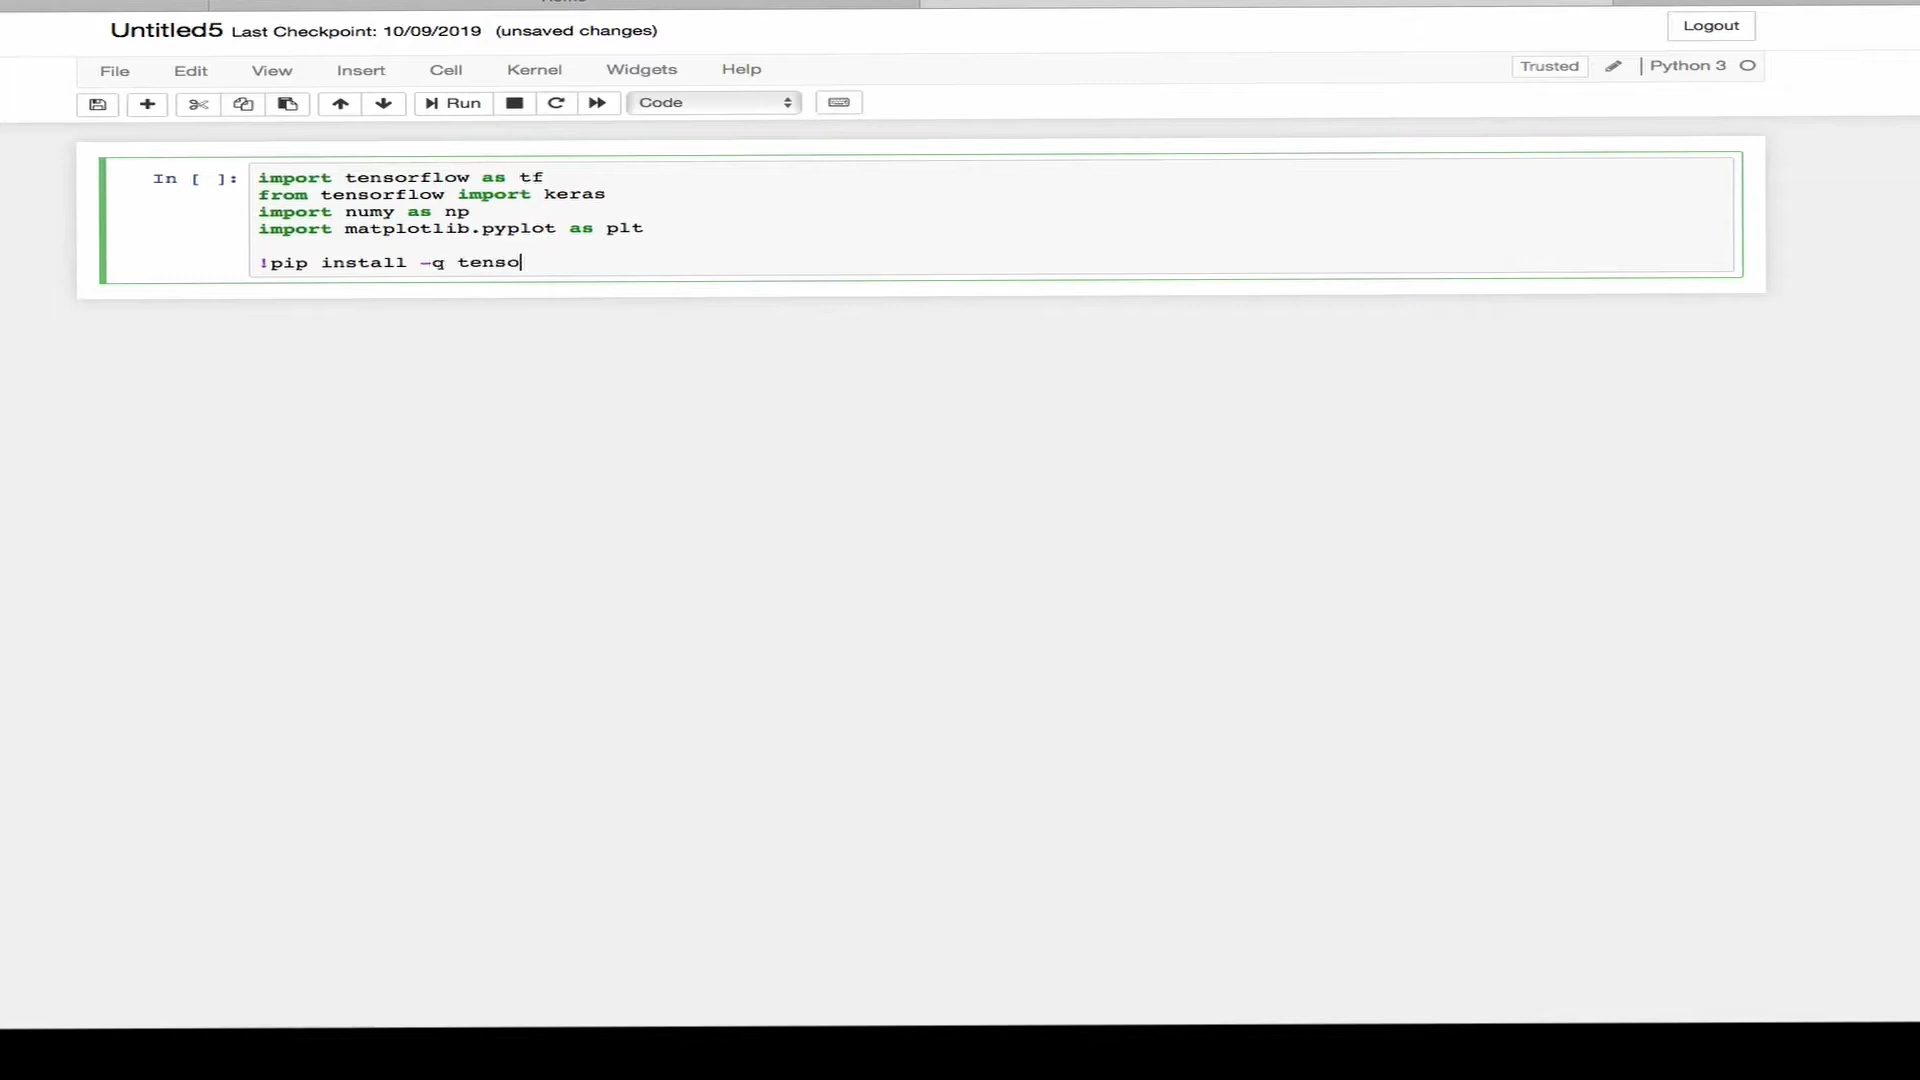 Untitled5 Last Checkpoint: 10/09/2019 (unsaved changes)
Logout
File Edit View Insert Cell Kernel Widgets Help
Trusted Python 3
Run Code
In [ ]:
import tensorflow as tf
from tensorflow import keras
import numy as np
import matplotlib.pyplot as plt
!pip install -q tenso